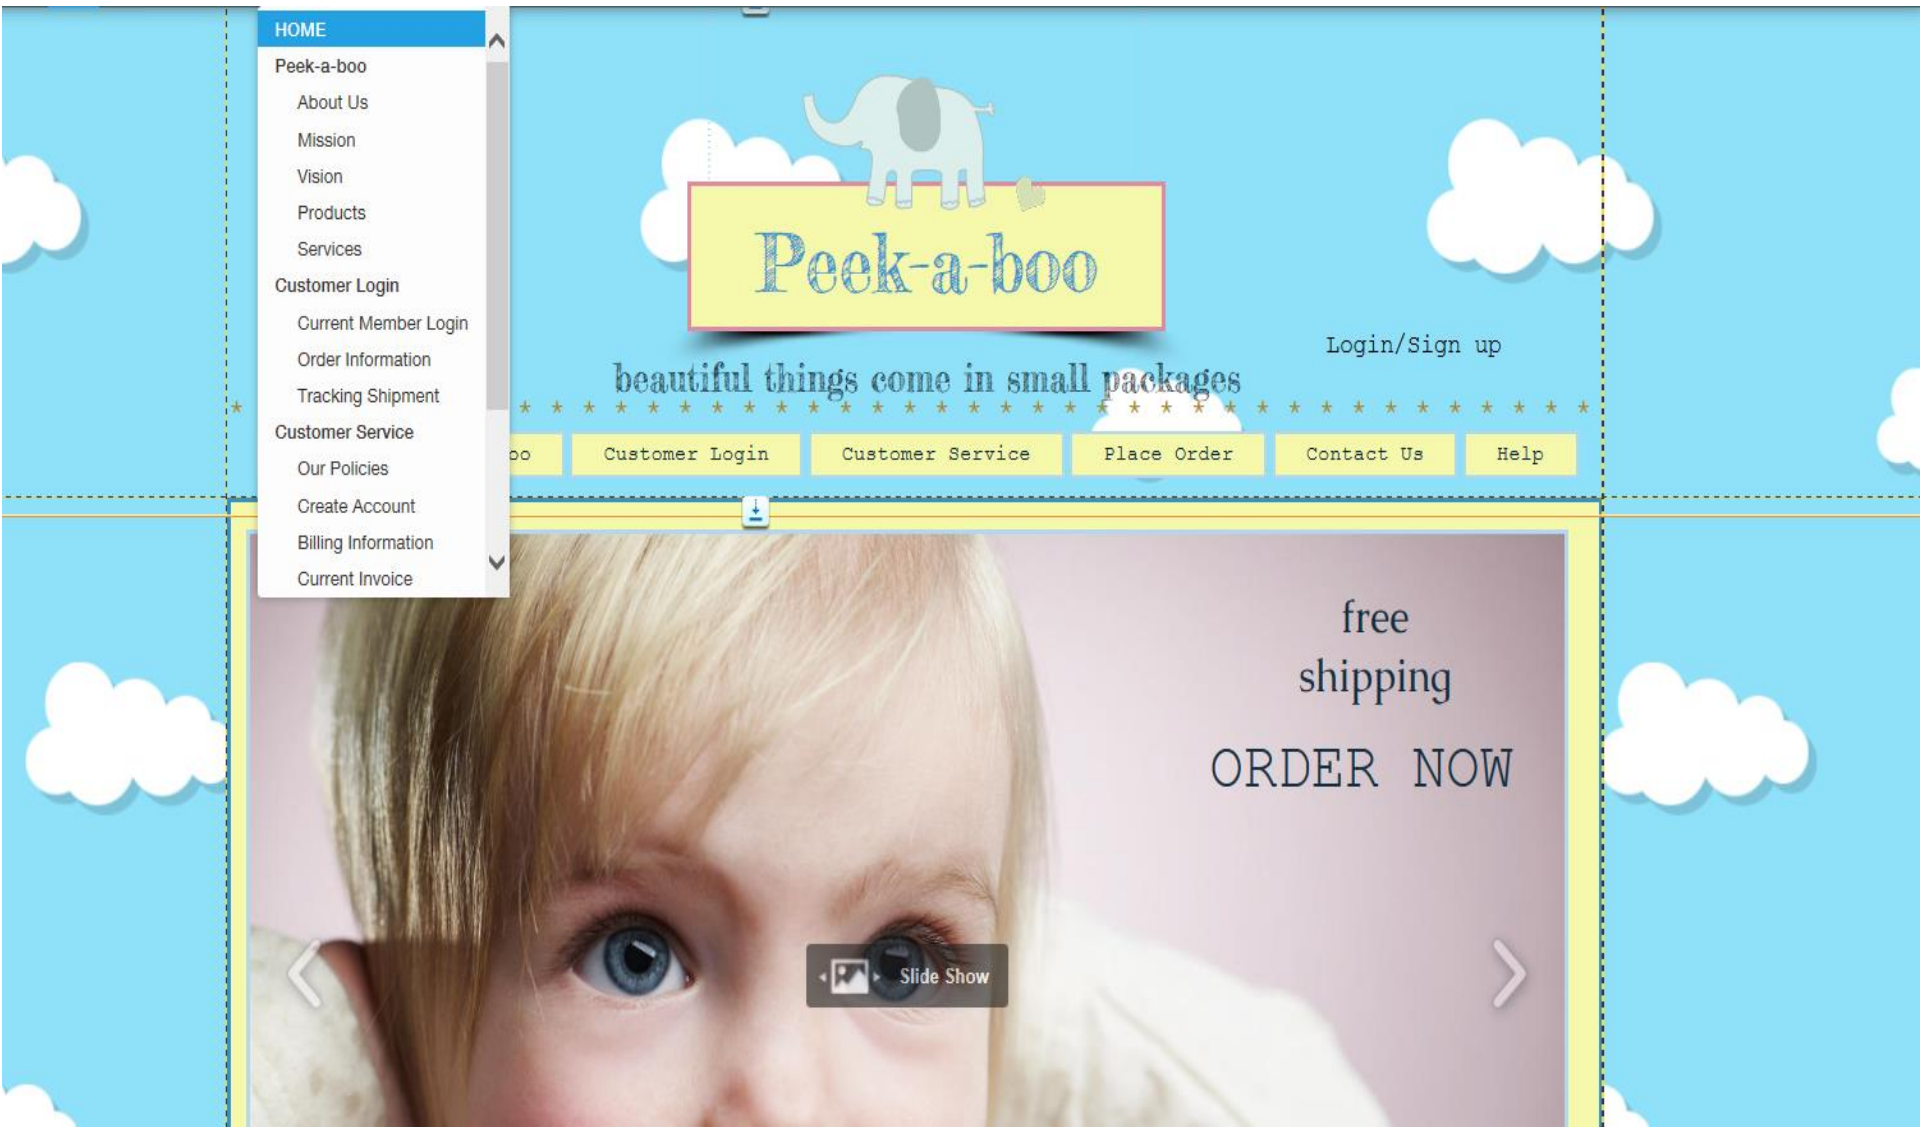 HOME
Peek-a-boo
About Us
Mission
Vision
Products
Services
Customer Login
Current Member Login
Order Information
Tracking Shipment
Customer Service
Our Policies
Create Account
Billing Information
Current Invoice
Peek-a-boo
Login/Sign up
beautiful things come in small packages
* * * * * * * * * * * * * * * * * * * * * * * * * * * * * * * * * * *
oo Customer Login Customer Service Place Order Contact Us Help
free
shipping
ORDER NOW
Slide Show